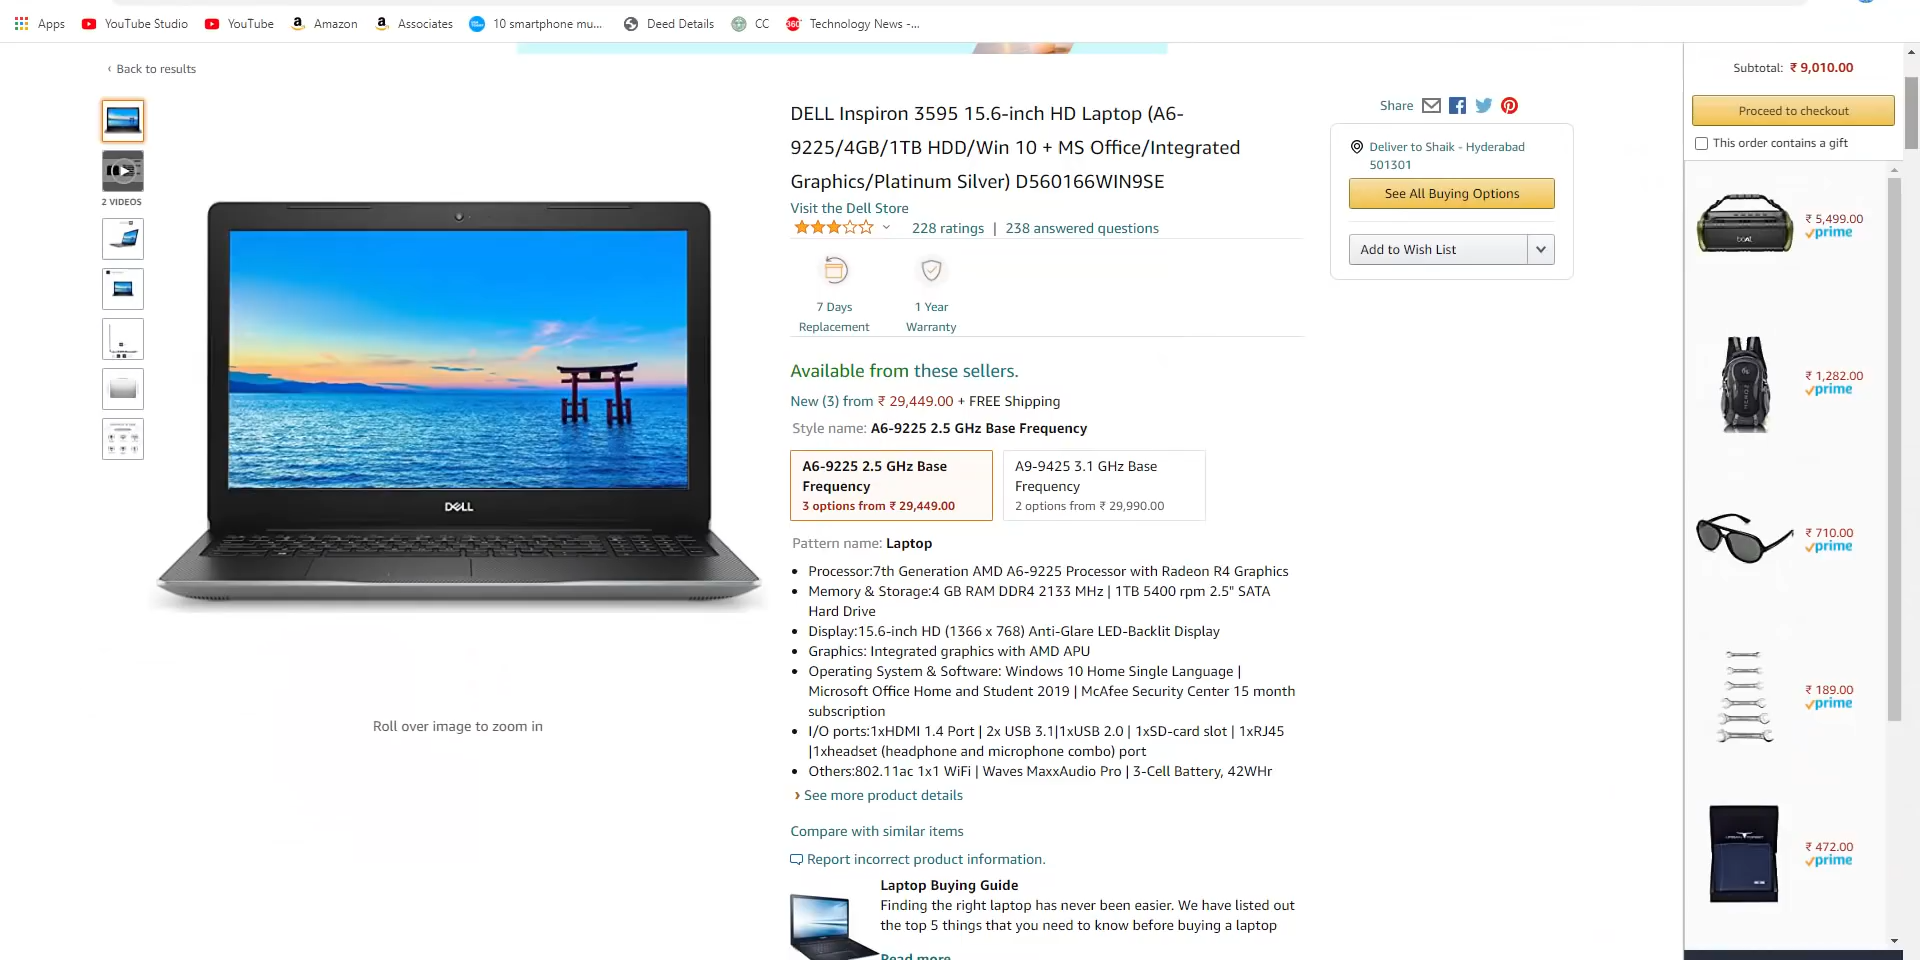 Apps YouTube Studio YouTube Amazon Associates 10 smartphone mu... Deed Details CC Technology News -...
‹ Back to results
2 VIDEOS
DELL
Roll over image to zoom in
DELL Inspiron 3595 15.6-inch HD Laptop (A6-
9225/4GB/1TB HDD/Win 10 + MS Office/Integrated
Graphics/Platinum Silver) D560166WIN9SE
Visit the Dell Store
228 ratings | 238 answered questions
7 Days
Replacement
1 Year
Warranty
Available from these sellers.
New (3) from ₹ 29,449.00 + FREE Shipping
Style name: A6-9225 2.5 GHz Base Frequency
A6-9225 2.5 GHz Base
Frequency
3 options from ₹ 29,449.00
A9-9425 3.1 GHz Base
Frequency
2 options from ₹ 29,990.00
Pattern name: Laptop
• Processor:7th Generation AMD A6-9225 Processor with Radeon R4 Graphics
• Memory & Storage:4 GB RAM DDR4 2133 MHz | 1TB 5400 rpm 2.5" SATA
Hard Drive
• Display:15.6-inch HD (1366 x 768) Anti-Glare LED-Backlit Display
• Graphics: Integrated graphics with AMD APU
• Operating System & Software: Windows 10 Home Single Language |
Microsoft Office Home and Student 2019 | McAfee Security Center 15 month
subscription
• I/O ports:1xHDMI 1.4 Port | 2x USB 3.1|1xUSB 2.0 | 1xSD-card slot | 1xRJ45
|1xheadset (headphone and microphone combo) port
• Others:802.11ac 1x1 WiFi | Waves MaxxAudio Pro | 3-Cell Battery, 42WHr
› See more product details
Compare with similar items
Report incorrect product information.
Laptop Buying Guide
Finding the right laptop has never been easier. We have listed out
the top 5 things that you need to know before buying a laptop
Read more
Share
Deliver to Shaik - Hyderabad
501301
See All Buying Options
Add to Wish List
Subtotal: ₹ 9,010.00
Proceed to checkout
This order contains a gift
boAt
₹ 5,499.00
prime
₹ 1,282.00
prime
₹ 710.00
prime
₹ 189.00
prime
₹ 472.00
prime